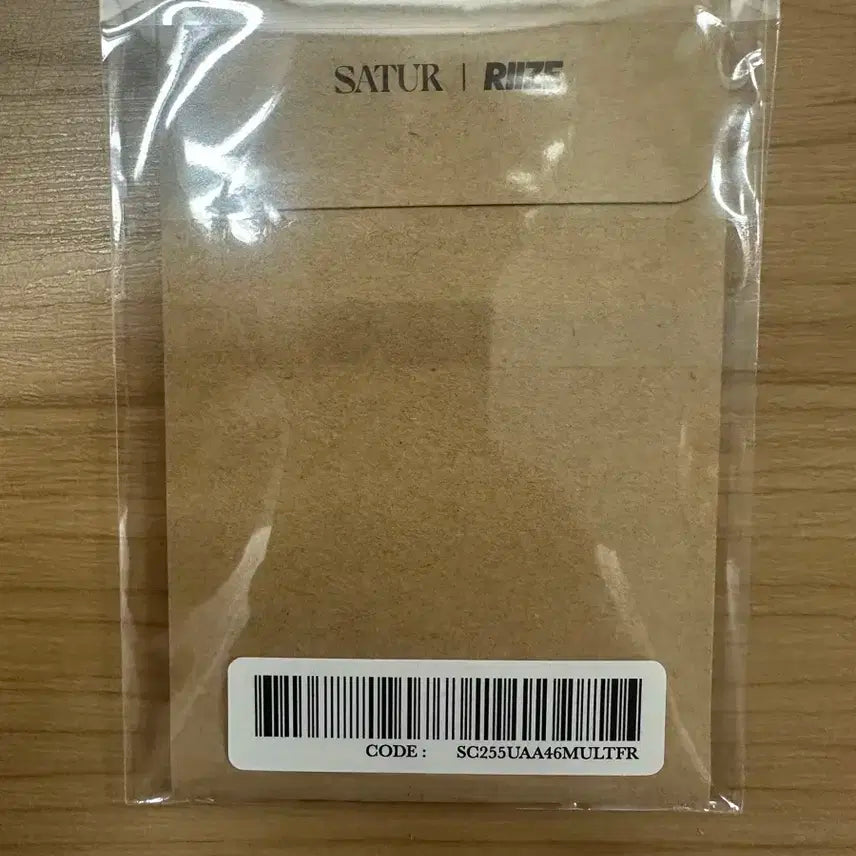 SATUR | RIIZE
CODE : SC255UAA46MULTFR